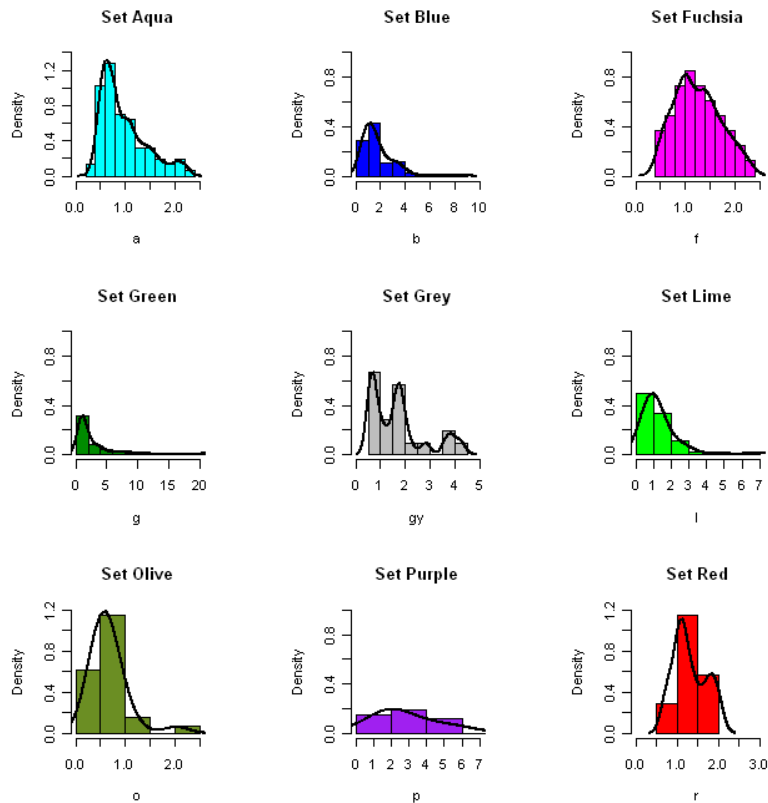 Set Aqua
Set Blue
Set Fuchsia
Density
0.0 0.4 0.8 1.2
0.0 1.0 2.0
a
Density
0.0 0.4 0.8
0 2 4 6 8 10
b
Density
0.0 0.4 0.8
0.0 1.0 2.0
f
Set Green
Set Grey
Set Lime
Density
0.0 0.4 0.8
0 5 10 15 20
g
Density
0.0 0.4 0.8
0 1 2 3 4 5
gy
Density
0.0 0.4 0.8
0 1 2 3 4 5 6 7
l
Set Olive
Set Purple
Set Red
Density
0.0 0.4 0.8 1.2
0.0 1.0 2.0
o
Density
0.0 0.4 0.8
0 1 2 3 4 5 6 7
p
Density
0.0 0.4 0.8 1.2
0.0 1.0 2.0 3.0
r